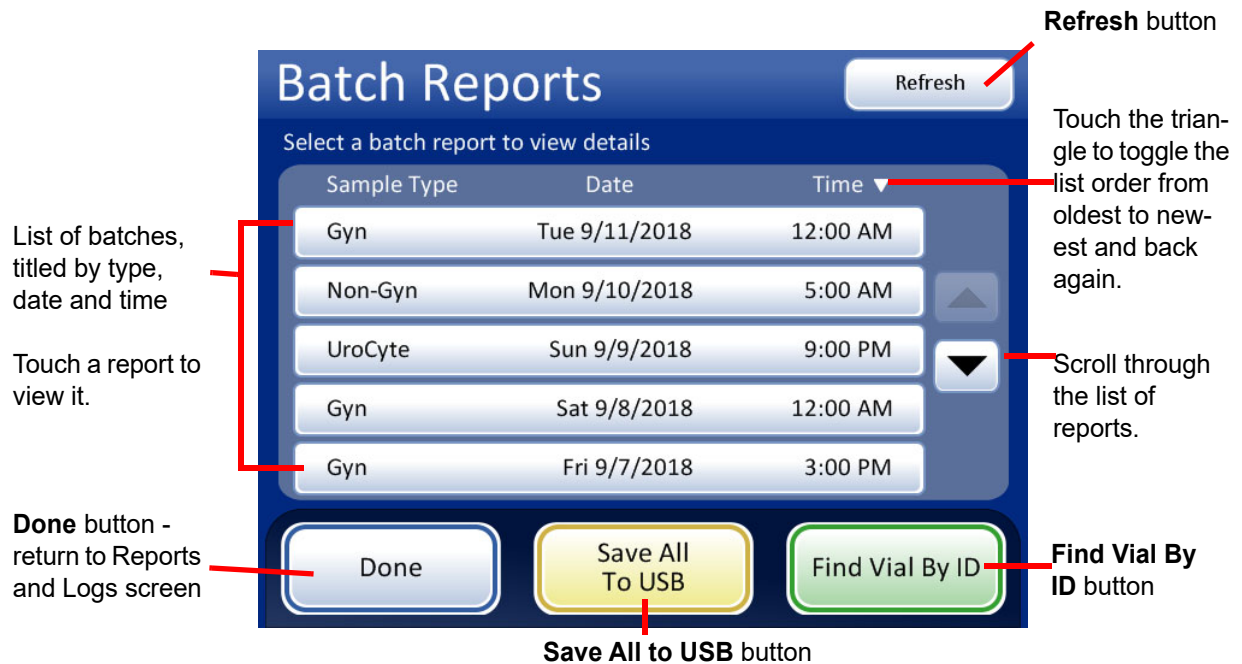 Refresh button
Batch Reports
Refresh
Select a batch report to view details
Sample Type Date Time ▼
Gyn Tue 9/11/2018 12:00 AM
Non-Gyn Mon 9/10/2018 5:00 AM
UroCyte Sun 9/9/2018 9:00 PM
Gyn Sat 9/8/2018 12:00 AM
Gyn Fri 9/7/2018 3:00 PM
Done
Save All
To USB
Find Vial By ID
List of batches,
titled by type,
date and time
Touch a report to
view it.
Done button -
return to Reports
and Logs screen
Touch the trian-
gle to toggle the
list order from
oldest to new-
est and back
again.
Scroll through
the list of
reports.
Find Vial By
ID button
Save All to USB button